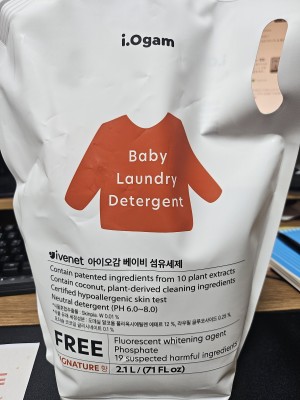 i.Ogam
Baby
Laundry
Detergent
ivenet 아이오감 베이비 섬유세제
Contain patented ingredients from 10 plant extracts
Contain coconut, plant-derived cleaning ingredients
Certified hypoallergenic skin test
Neutral detergent (PH 6.0~8.0)
FREE
Fluorescent whitening agent
Phosphate
19 Suspected harmful ingredients
SIGNATURE 향
2.1 L / (71 Fl Oz)